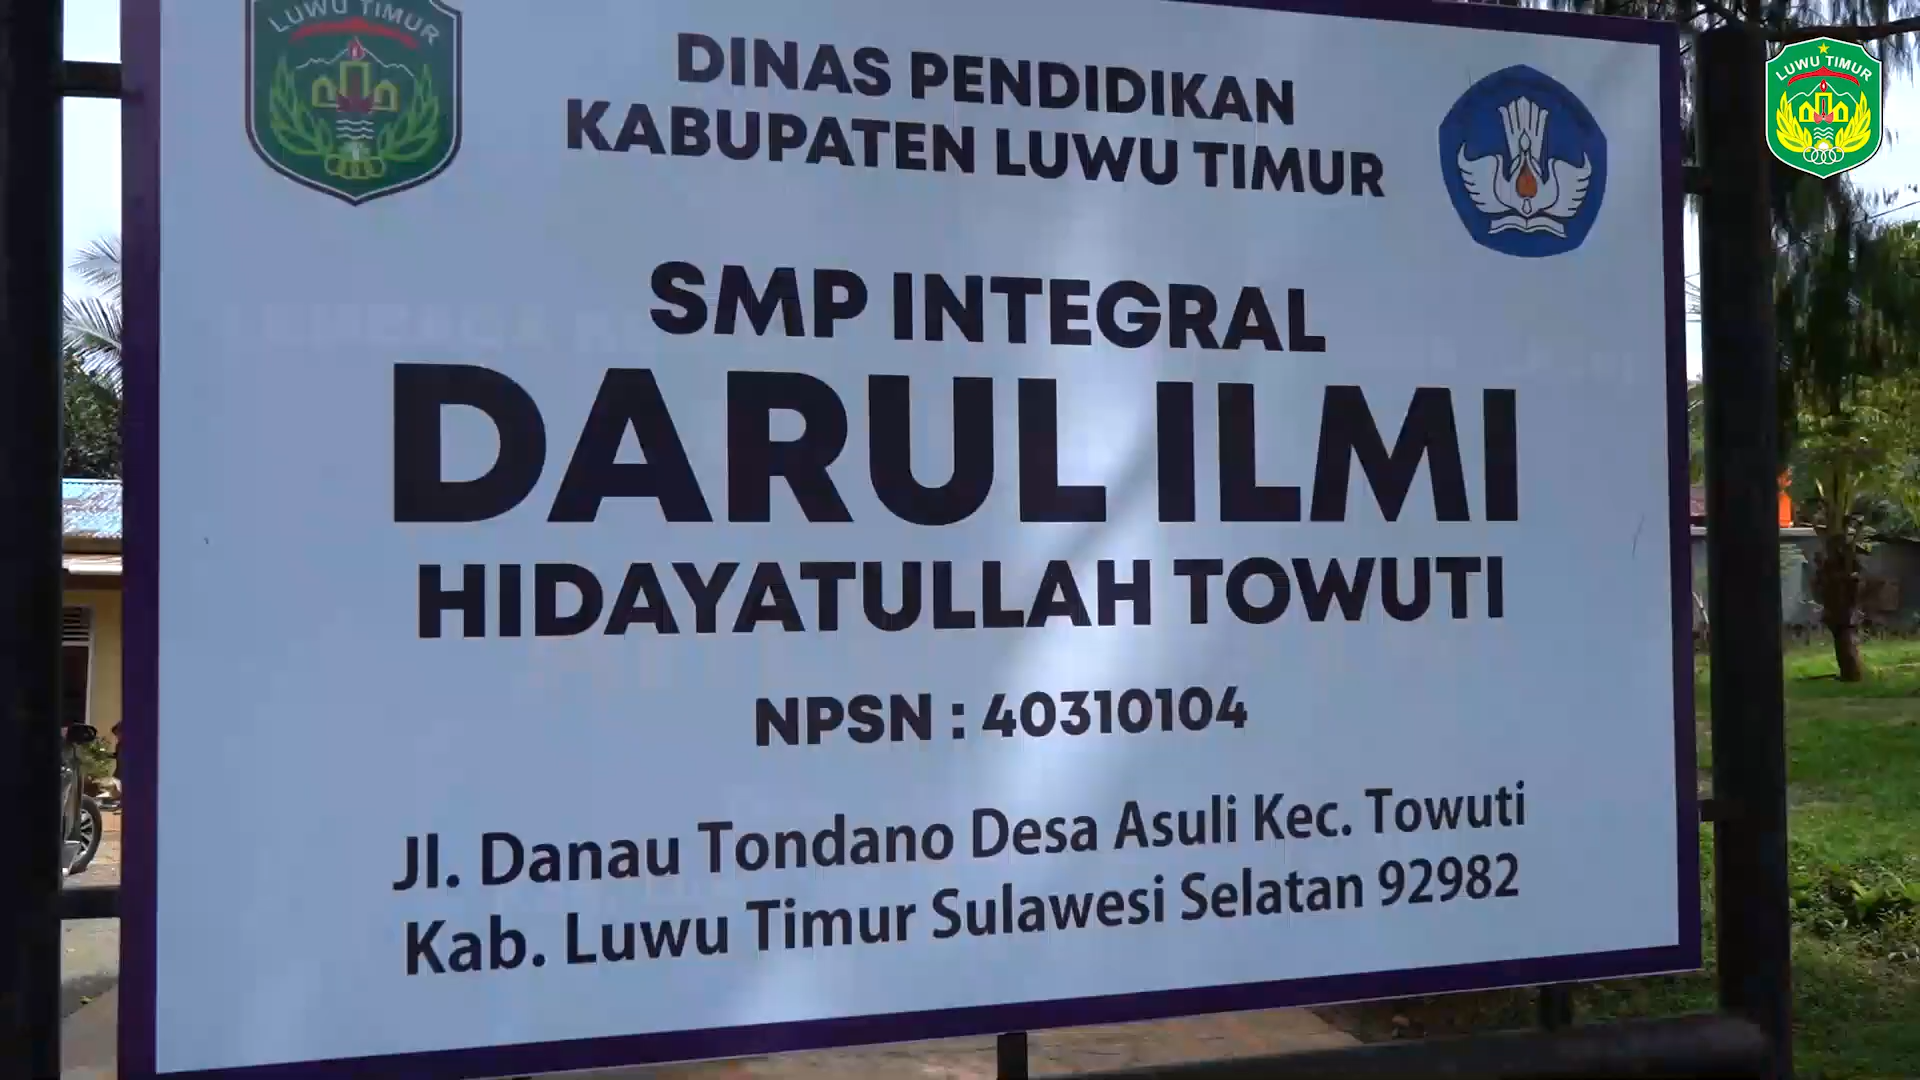 LUWU TIMUR
DINAS PENDIDIKAN
KABUPATEN LUWU TIMUR
LUWU TIMUR
SMP INTEGRAL
DARUL ILMI
HIDAYATULLAH TOWUTI
NPSN : 40310104
Jl. Danau Tondano Desa Asuli Kec. Towuti
Kab. Luwu Timur Sulawesi Selatan 92982